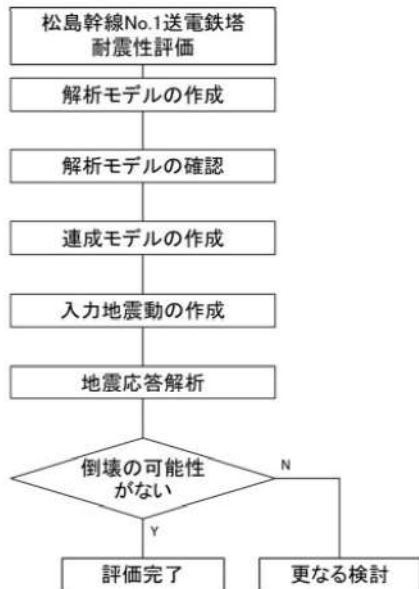 松島幹線No.1送電鉄塔
耐震性評価
解析モデルの作成
解析モデルの確認
連成モデルの作成
入力地震動の作成
地震応答解析
倒壊の可能性
がない
N
Y
評価完了
更なる検討